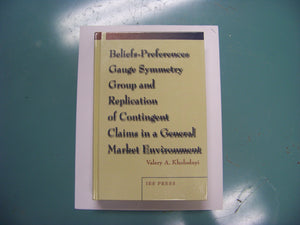 Beliefs-Preferences
Gauge Symmetry
Group and
Replication
of Contingent
Claims in a General
Market Environment
Valery A. Kholodnyi
IES PRESS